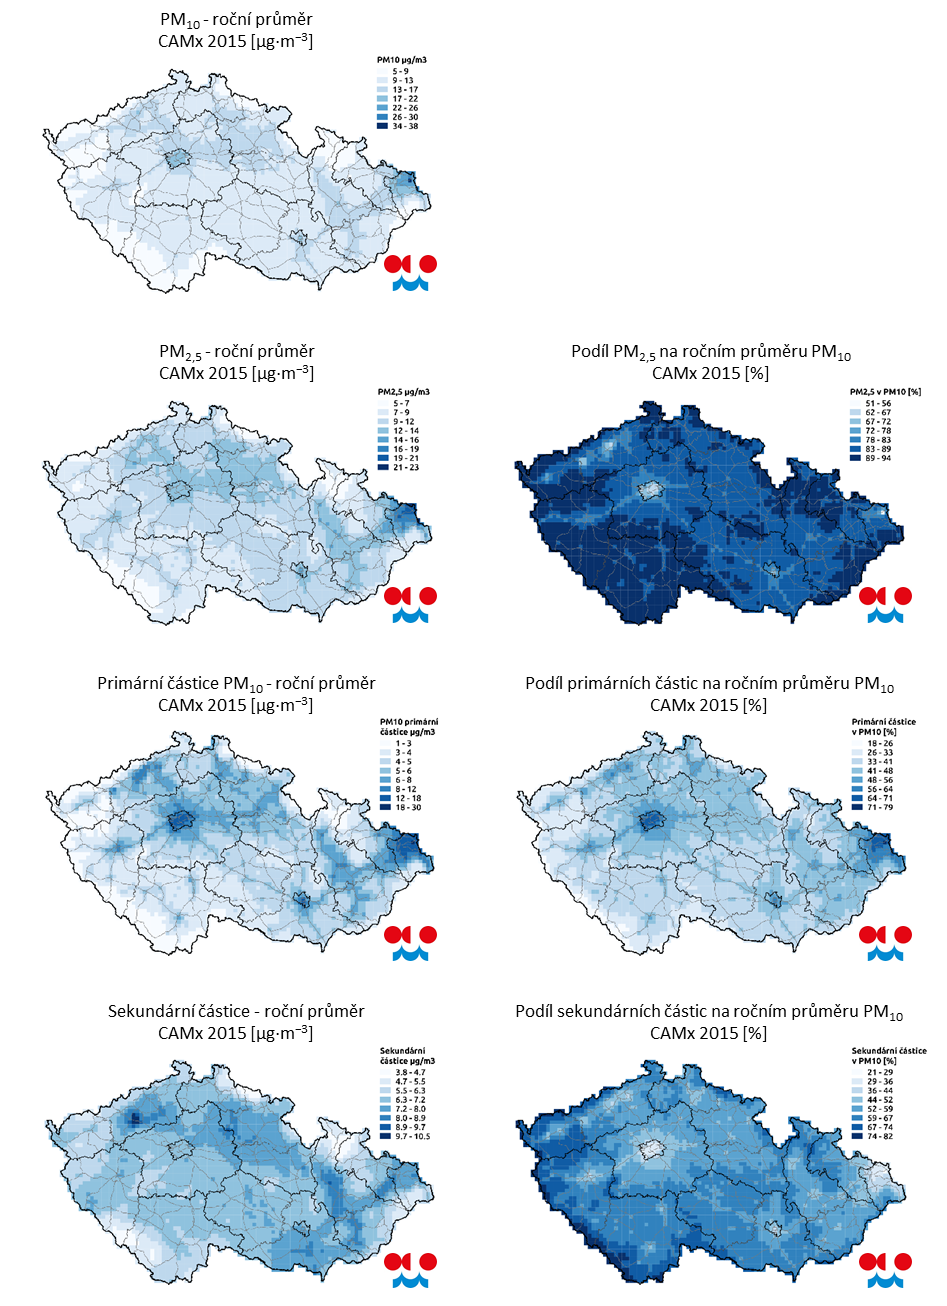 PM10 - roční průměr
CAMx 2015 [µg·m⁻³]
PM10 µg/m3
5 - 9
9 - 13
13 - 17
17 - 22
22 - 26
26 - 30
34 - 38
PM2,5 - roční průměr
CAMx 2015 [µg·m⁻³]
PM2,5 µg/m3
5 - 7
7 - 9
9 - 12
12 - 14
14 - 16
16 - 19
19 - 21
21 - 23
Podíl PM2,5 na ročním průměru PM10
CAMx 2015 [%]
PM2,5 v PM10 [%]
51 - 56
62 - 67
67 - 72
72 - 78
78 - 83
83 - 89
89 - 94
Primární částice PM10 - roční průměr
CAMx 2015 [µg·m⁻³]
PM10 primární
částice µg/m3
1 - 3
3 - 4
4 - 5
5 - 6
6 - 8
8 - 12
12 - 18
18 - 30
Podíl primárních částic na ročním průměru PM10
CAMx 2015 [%]
Primární částice
v PM10 [%]
18 - 26
26 - 33
33 - 41
41 - 48
48 - 56
56 - 64
64 - 71
71 - 79
Sekundární částice - roční průměr
CAMx 2015 [µg·m⁻³]
Sekundární
částice µg/m3
3.8 - 4.7
4.7 - 5.5
5.5 - 6.3
6.3 - 7.2
7.2 - 8.0
8.0 - 8.9
8.9 - 9.7
9.7 - 10.5
Podíl sekundárních částic na ročním průměru PM10
CAMx 2015 [%]
Sekundární částice
v PM10 [%]
21 - 29
29 - 36
36 - 44
44 - 52
52 - 59
59 - 67
67 - 74
74 - 82